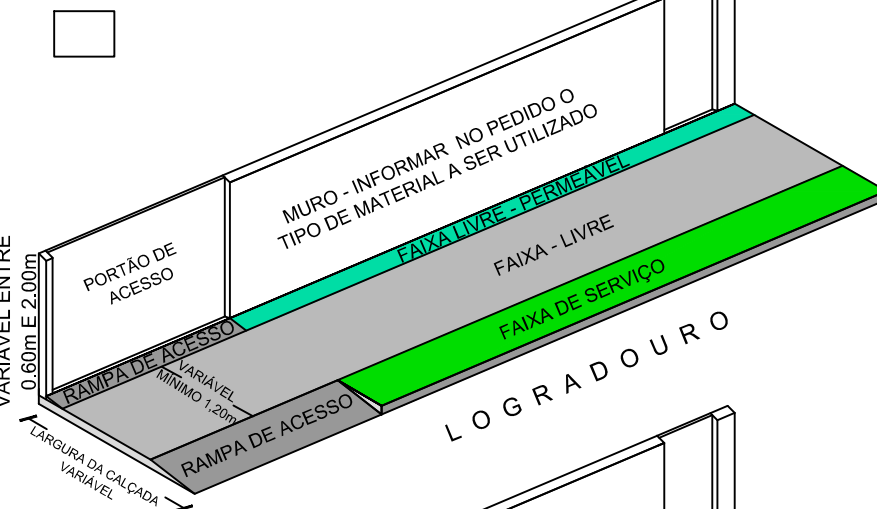 MURO - INFORMAR NO PEDIDO O
TIPO DE MATERIAL A SER UTILIZADO
PORTÃO DE
ACESSO
FAIXA LIVRE - PERMEAVEL
FAIXA - LIVRE
FAIXA DE SERVIÇO
LOGRADOURO
RAMPA DE ACESSO
VARIÁVEL
MÍNIMO 1,20m
RAMPA DE ACESSO
VARIÁVEL ENTRE
0.60m E 2.00m
LARGURA DA CALÇADA
VARIÁVEL